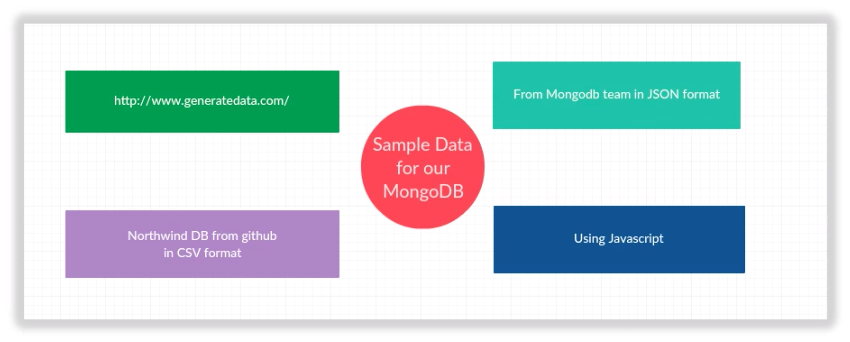 http://www.generatedata.com/
From Mongodb team in JSON format
Sample Data
for our
MongoDB
Northwind DB from github
in CSV format
Using Javascript